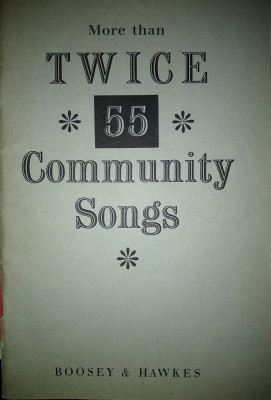 More than
TWICE
55
Community
Songs
BOOSEY & HAWKES